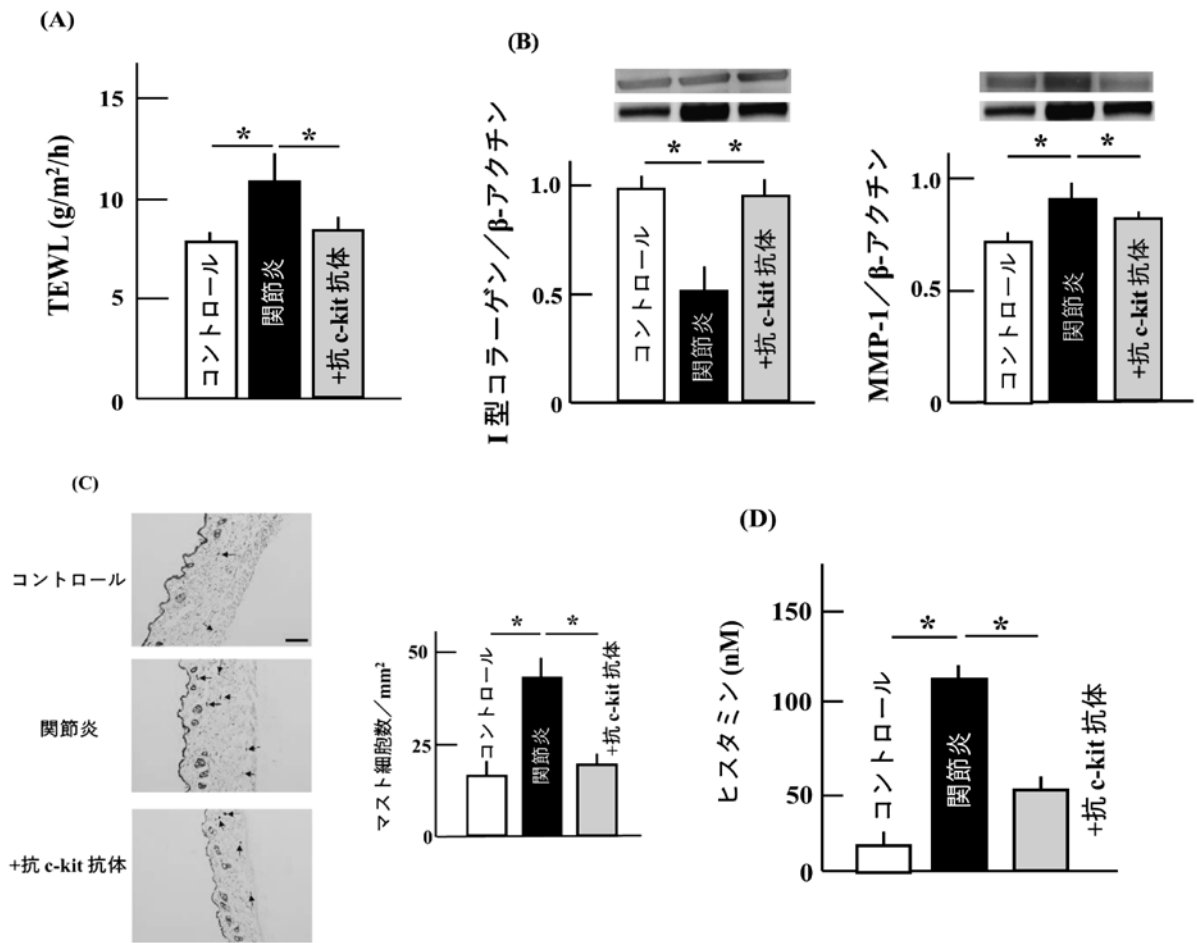 (A)
TEWL (g/m²/h)
15
10
5
0
*
*
コントロール
関節炎
+抗 c-kit 抗体
(B)
I 型コラーゲン/β-アクチン
1.0
0.5
0
*
*
コントロール
関節炎
+抗 C-kit 抗体
MMP-1/β-アクチン
1.0
0.5
0
*
*
コントロール
関節炎
+抗 c-kit 抗体
(C)
コントロール
関節炎
+抗 c-kit 抗体
マスト細胞数/mm²
50
25
0
*
*
コントロール
関節炎
+抗 c-kit 抗体
(D)
ヒスタミン (nM)
150
100
50
0
*
*
コントロール
関節炎
+抗 c-kit 抗体